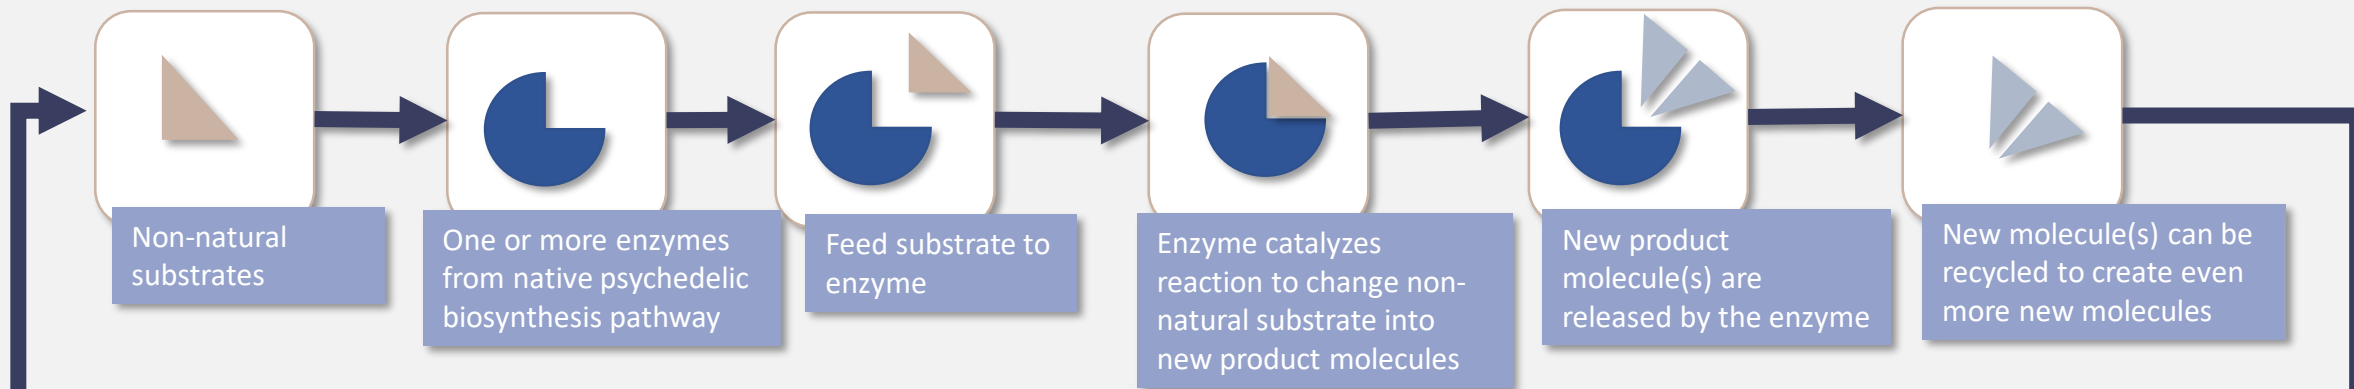 Non-natural
substrates
One or more enzymes
from native psychedelic
biosynthesis pathway
Feed substrate to
enzyme
Enzyme catalyzes
reaction to change non-
natural substrate into
new product molecules
New product
molecule(s) are
released by the enzyme
New molecule(s) can be
recycled to create even
more new molecules